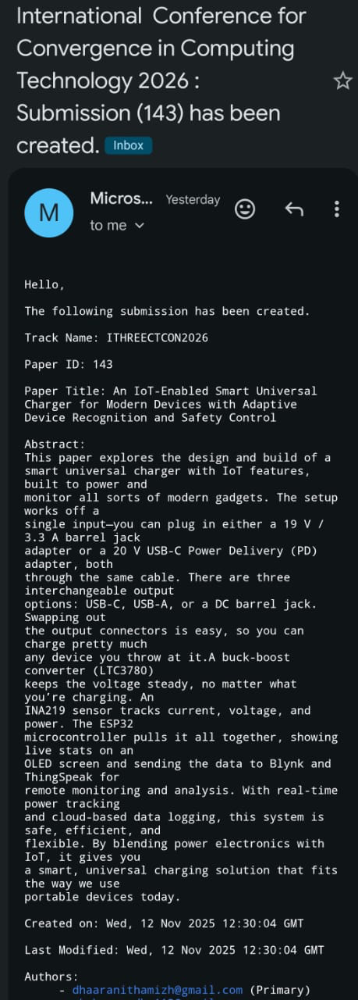 International Conference for
Convergence in Computing
Technology 2026 :
Submission (143) has been
created. Inbox
M
Micros... Yesterday
to me
Hello,
The following submission has been created.
Track Name: ITHREECTCON2026
Paper ID: 143
Paper Title: An IoT-Enabled Smart Universal
Charger for Modern Devices with Adaptive
Device Recognition and Safety Control
Abstract:
This paper explores the design and build of a
smart universal charger with IoT features,
built to power and
monitor all sorts of modern gadgets. The setup
works off a
single input—you can plug in either a 19 V /
3.3 A barrel jack
adapter or a 20 V USB-C Power Delivery (PD)
adapter, both
through the same cable. There are three
interchangeable output
options: USB-C, USB-A, or a DC barrel jack.
Swapping out
the output connectors is easy, so you can
charge pretty much
any device you throw at it.A buck-boost
converter (LTC3780)
keeps the voltage steady, no matter what
you’re charging. An
INA219 sensor tracks current, voltage, and
power. The ESP32
microcontroller pulls it all together, showing
live stats on an
OLED screen and sending the data to Blynk and
ThingSpeak for
remote monitoring and analysis. With real-time
power tracking
and cloud-based data logging, this system is
safe, efficient, and
flexible. By blending power electronics with
IoT, it gives you
a smart, universal charging solution that fits
the way we use
portable devices today.
Created on: Wed, 12 Nov 2025 12:30:04 GMT
Last Modified: Wed, 12 Nov 2025 12:30:04 GMT
Authors:
- dhaaranithamizh@gmail.com (Primary)